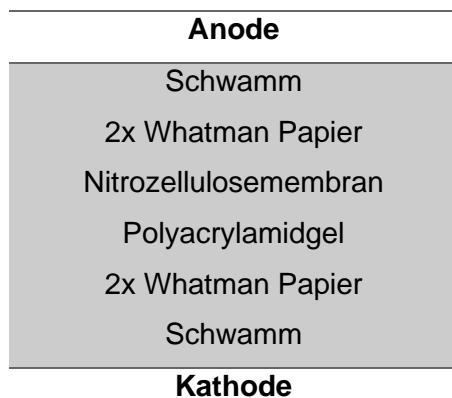 Anode
Schwamm
2x Whatman Papier
Nitrozellulosemembran
Polyacrylamidgel
2x Whatman Papier
Schwamm
Kathode